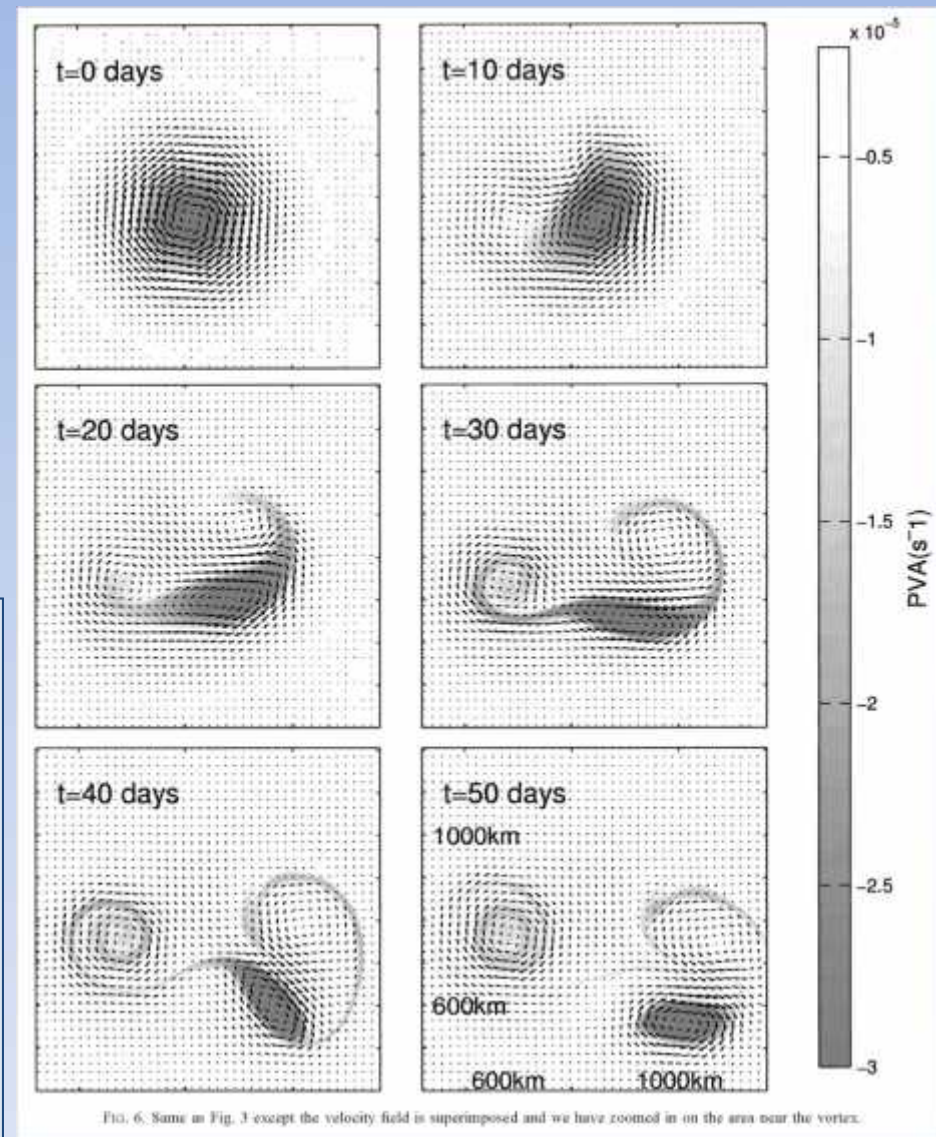 t=0 days
t=10 days
t=20 days
t=30 days
t=40 days
t=50 days
1000km
600km
600km
1000km
x 10⁻⁵
-0.5
-1
-1.5
-2
-2.5
-3
PVA(s⁻1)
FIG. 6. Same as Fig. 3 except the velocity field is superimposed and we have zoomed in on the area near the vortex.